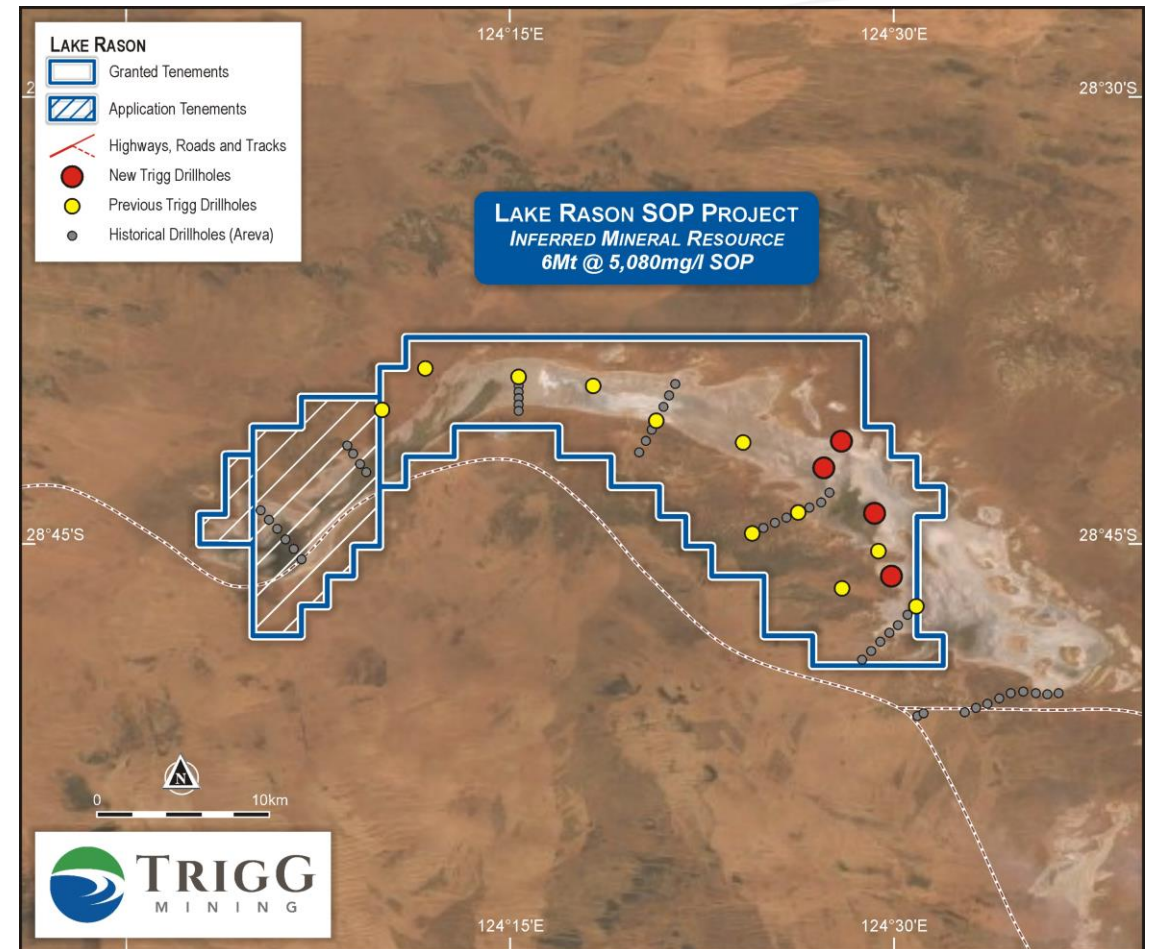 LAKE RASON
Granted Tenements
Application Tenements
Highways, Roads and Tracks
New Trigg Drillholes
Previous Trigg Drillholes
Historical Drillholes (Areva)
124°15'E
124°30'E
2
28°30'S
LAKE RASON SOP PROJECT
INFERRED MINERAL RESOURCE
6Mt @ 5,080mg/l SOP
28°45'S
28°45'S
N
0
10km
TRIGG
MINING
124°15'E
124°30'E